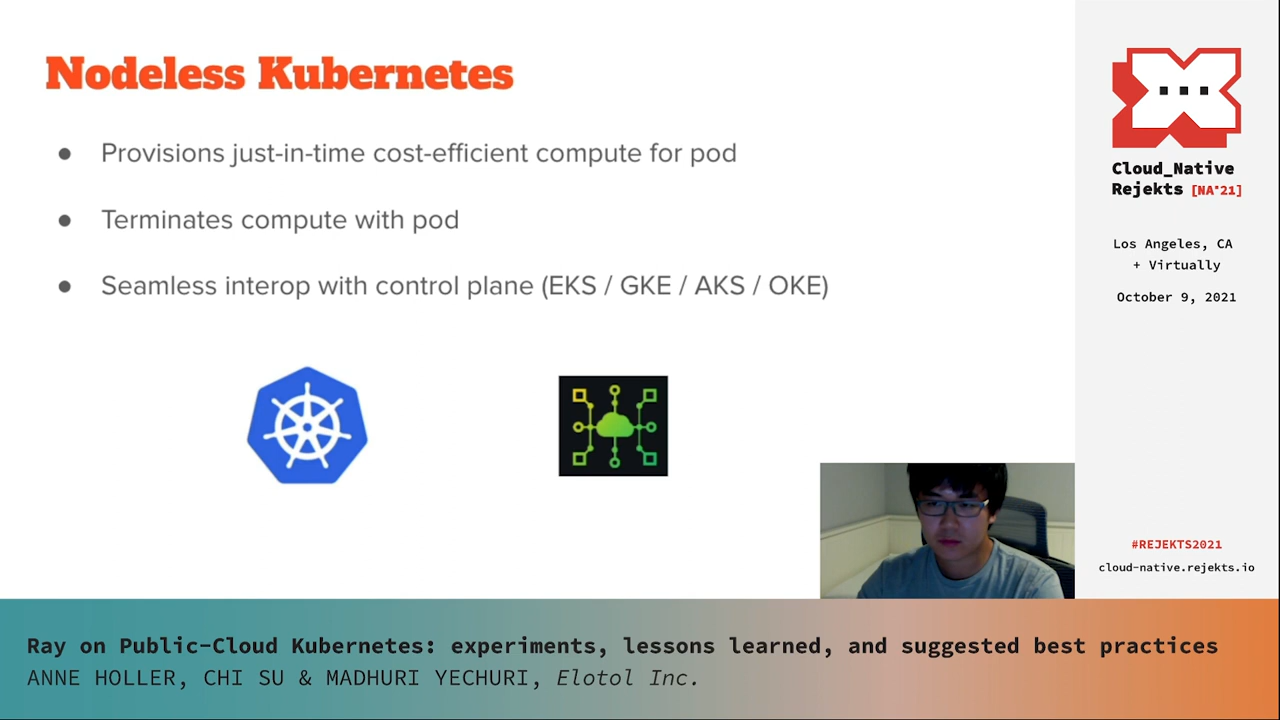 Nodeless Kubernetes
● Provisions just-in-time cost-efficient compute for pod
● Terminates compute with pod
● Seamless interop with control plane (EKS / GKE / AKS / OKE)
Cloud_Native
Rejekts [NA'21]
Los Angeles, CA
+ Virtually
October 9, 2021
#REJEKTS2021
cloud-native.rejekts.io
Ray on Public-Cloud Kubernetes: experiments, lessons learned, and suggested best practices
ANNE HOLLER, CHI SU & MADHURI YECHURI, Elotol Inc.